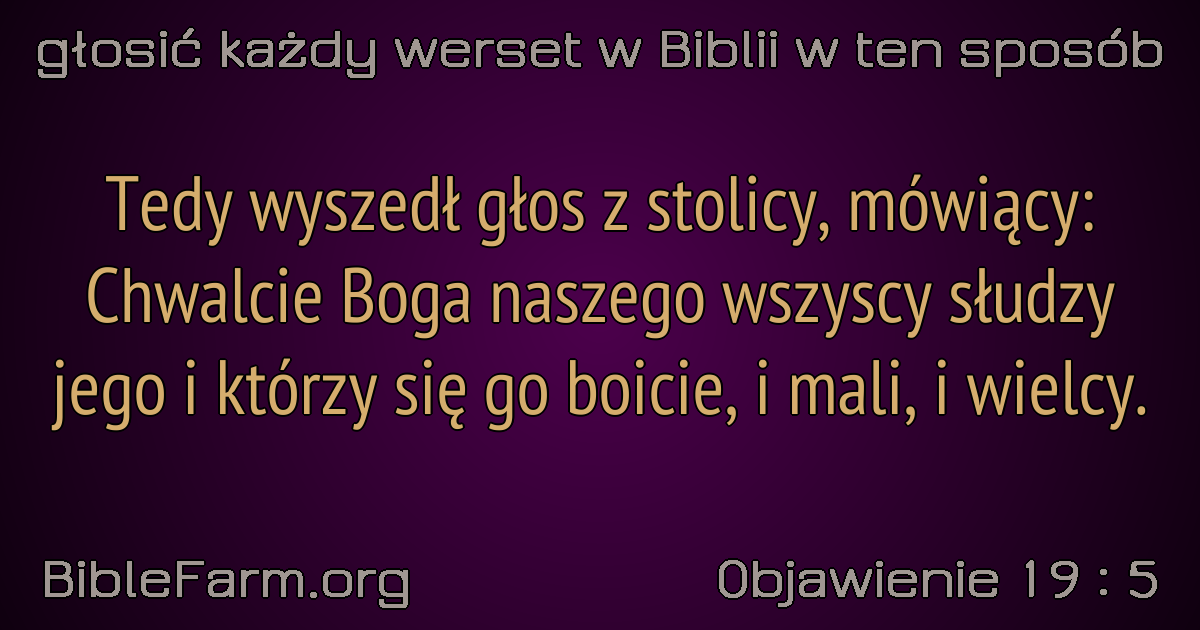 głosić każdy werset w Biblii w ten sposób
Tedy wyszedł głos z stolicy, mówiący:
Chwalcie Boga naszego wszyscy słudzy
jego i którzy się go boicie, i mali, i wielcy.
BibleFarm.org
Objawienie 19 : 5